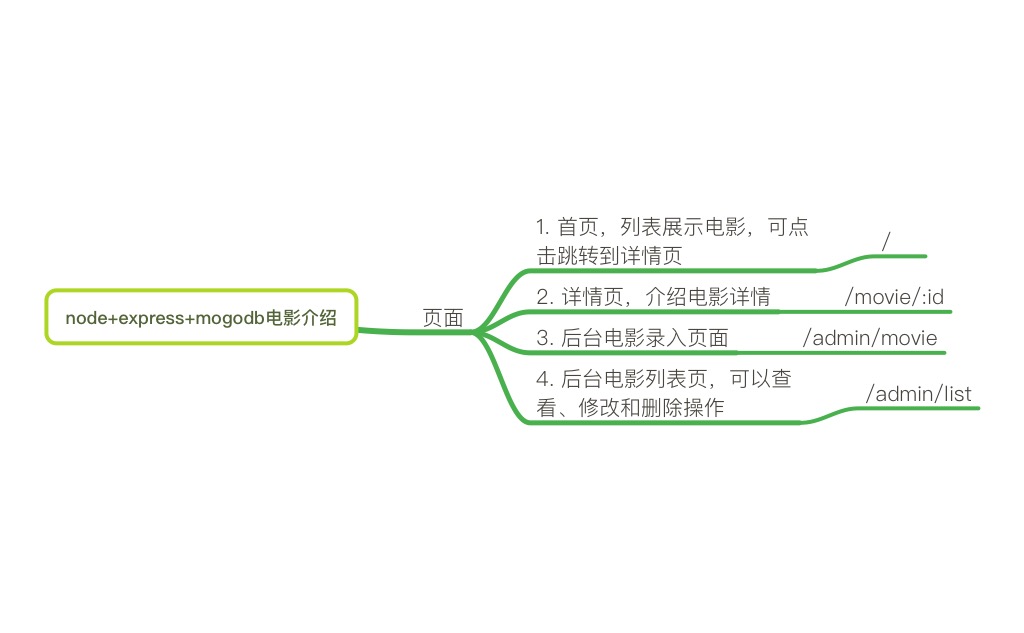 node+express+mogodb电影介绍
页面
1. 首页，列表展示电影，可点
击跳转到详情页
/
2. 详情页，介绍电影详情
/movie/:id
3. 后台电影录入页面
/admin/movie
4. 后台电影列表页，可以查
看、修改和删除操作
/admin/list